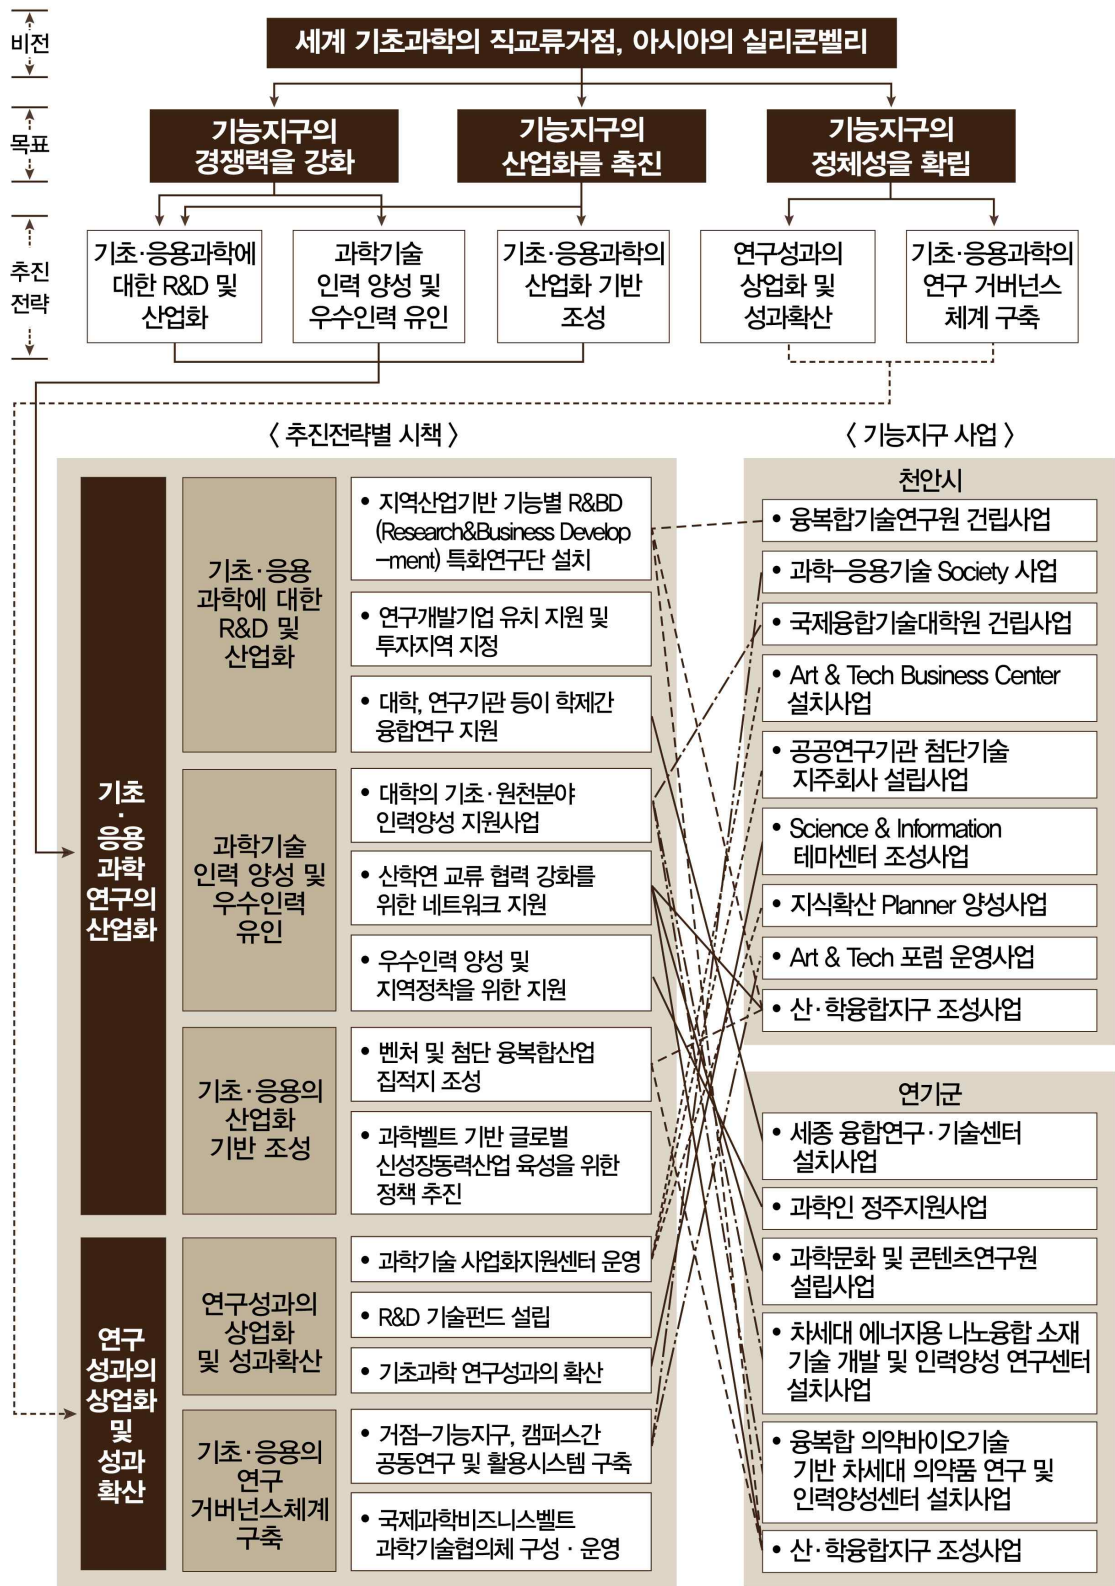 비전
세계 기초과학의 직교류거점, 아시아의 실리콘벨리
목표
기능지구의
경쟁력을 강화
기능지구의
산업화를 촉진
기능지구의
정체성을 확립
추진
전략
기초·응용과학에
대한 R&D 및
산업화
과학기술
인력 양성 및
우수인력 유인
기초·응용과학의
산업화 기반
조성
연구성과의
상업화 및
성과확산
기초·응용과학의
연구 거버넌스
체계 구축
〈 추진전략별 시책 〉
기초
·
응용
과학
연구의
산업화
기초·응용
과학에 대한
R&D 및
산업화
• 지역산업기반 기능별 R&BD
(Research&Business Develop
-ment) 특화연구단 설치
• 연구개발기업 유치 지원 및
투자지역 지정
• 대학, 연구기관 등이 학제간
융합연구 지원
과학기술
인력 양성 및
우수인력
유인
• 대학의 기초·원천분야
인력양성 지원사업
• 산학연 교류 협력 강화를
위한 네트워크 지원
• 우수인력 양성 및
지역정착을 위한 지원
기초·응용의
산업화
기반 조성
• 벤처 및 첨단 융복합산업
집적지 조성
• 과학벨트 기반 글로벌
신성장동력산업 육성을 위한
정책 추진
연구
성과의
상업화
및
성과
확산
연구성과의
상업화
및 성과확산
• 과학기술 사업화지원센터 운영
• R&D 기술펀드 설립
• 기초과학 연구성과의 확산
기초·응용의
연구
거버넌스체계
구축
• 거점-기능지구, 캠퍼스간
공동연구 및 활용시스템 구축
• 국제과학비즈니스벨트
과학기술협의체 구성 · 운영
〈 기능지구 사업 〉
천안시
• 융복합기술연구원 건립사업
• 과학-응용기술 Society 사업
• 국제융합기술대학원 건립사업
• Art & Tech Business Center
설치사업
• 공공연구기관 첨단기술
지주회사 설립사업
• Science & Information
테마센터 조성사업
• 지식확산 Planner 양성사업
• Art & Tech 포럼 운영사업
• 산·학융합지구 조성사업
연기군
• 세종 융합연구·기술센터
설치사업
• 과학인 정주지원사업
• 과학문화 및 콘텐츠연구원
설립사업
• 차세대 에너지용 나노융합 소재
기술 개발 및 인력양성 연구센터
설치사업
• 융복합 의약바이오기술
기반 차세대 의약품 연구 및
인력양성센터 설치사업
• 산·학융합지구 조성사업